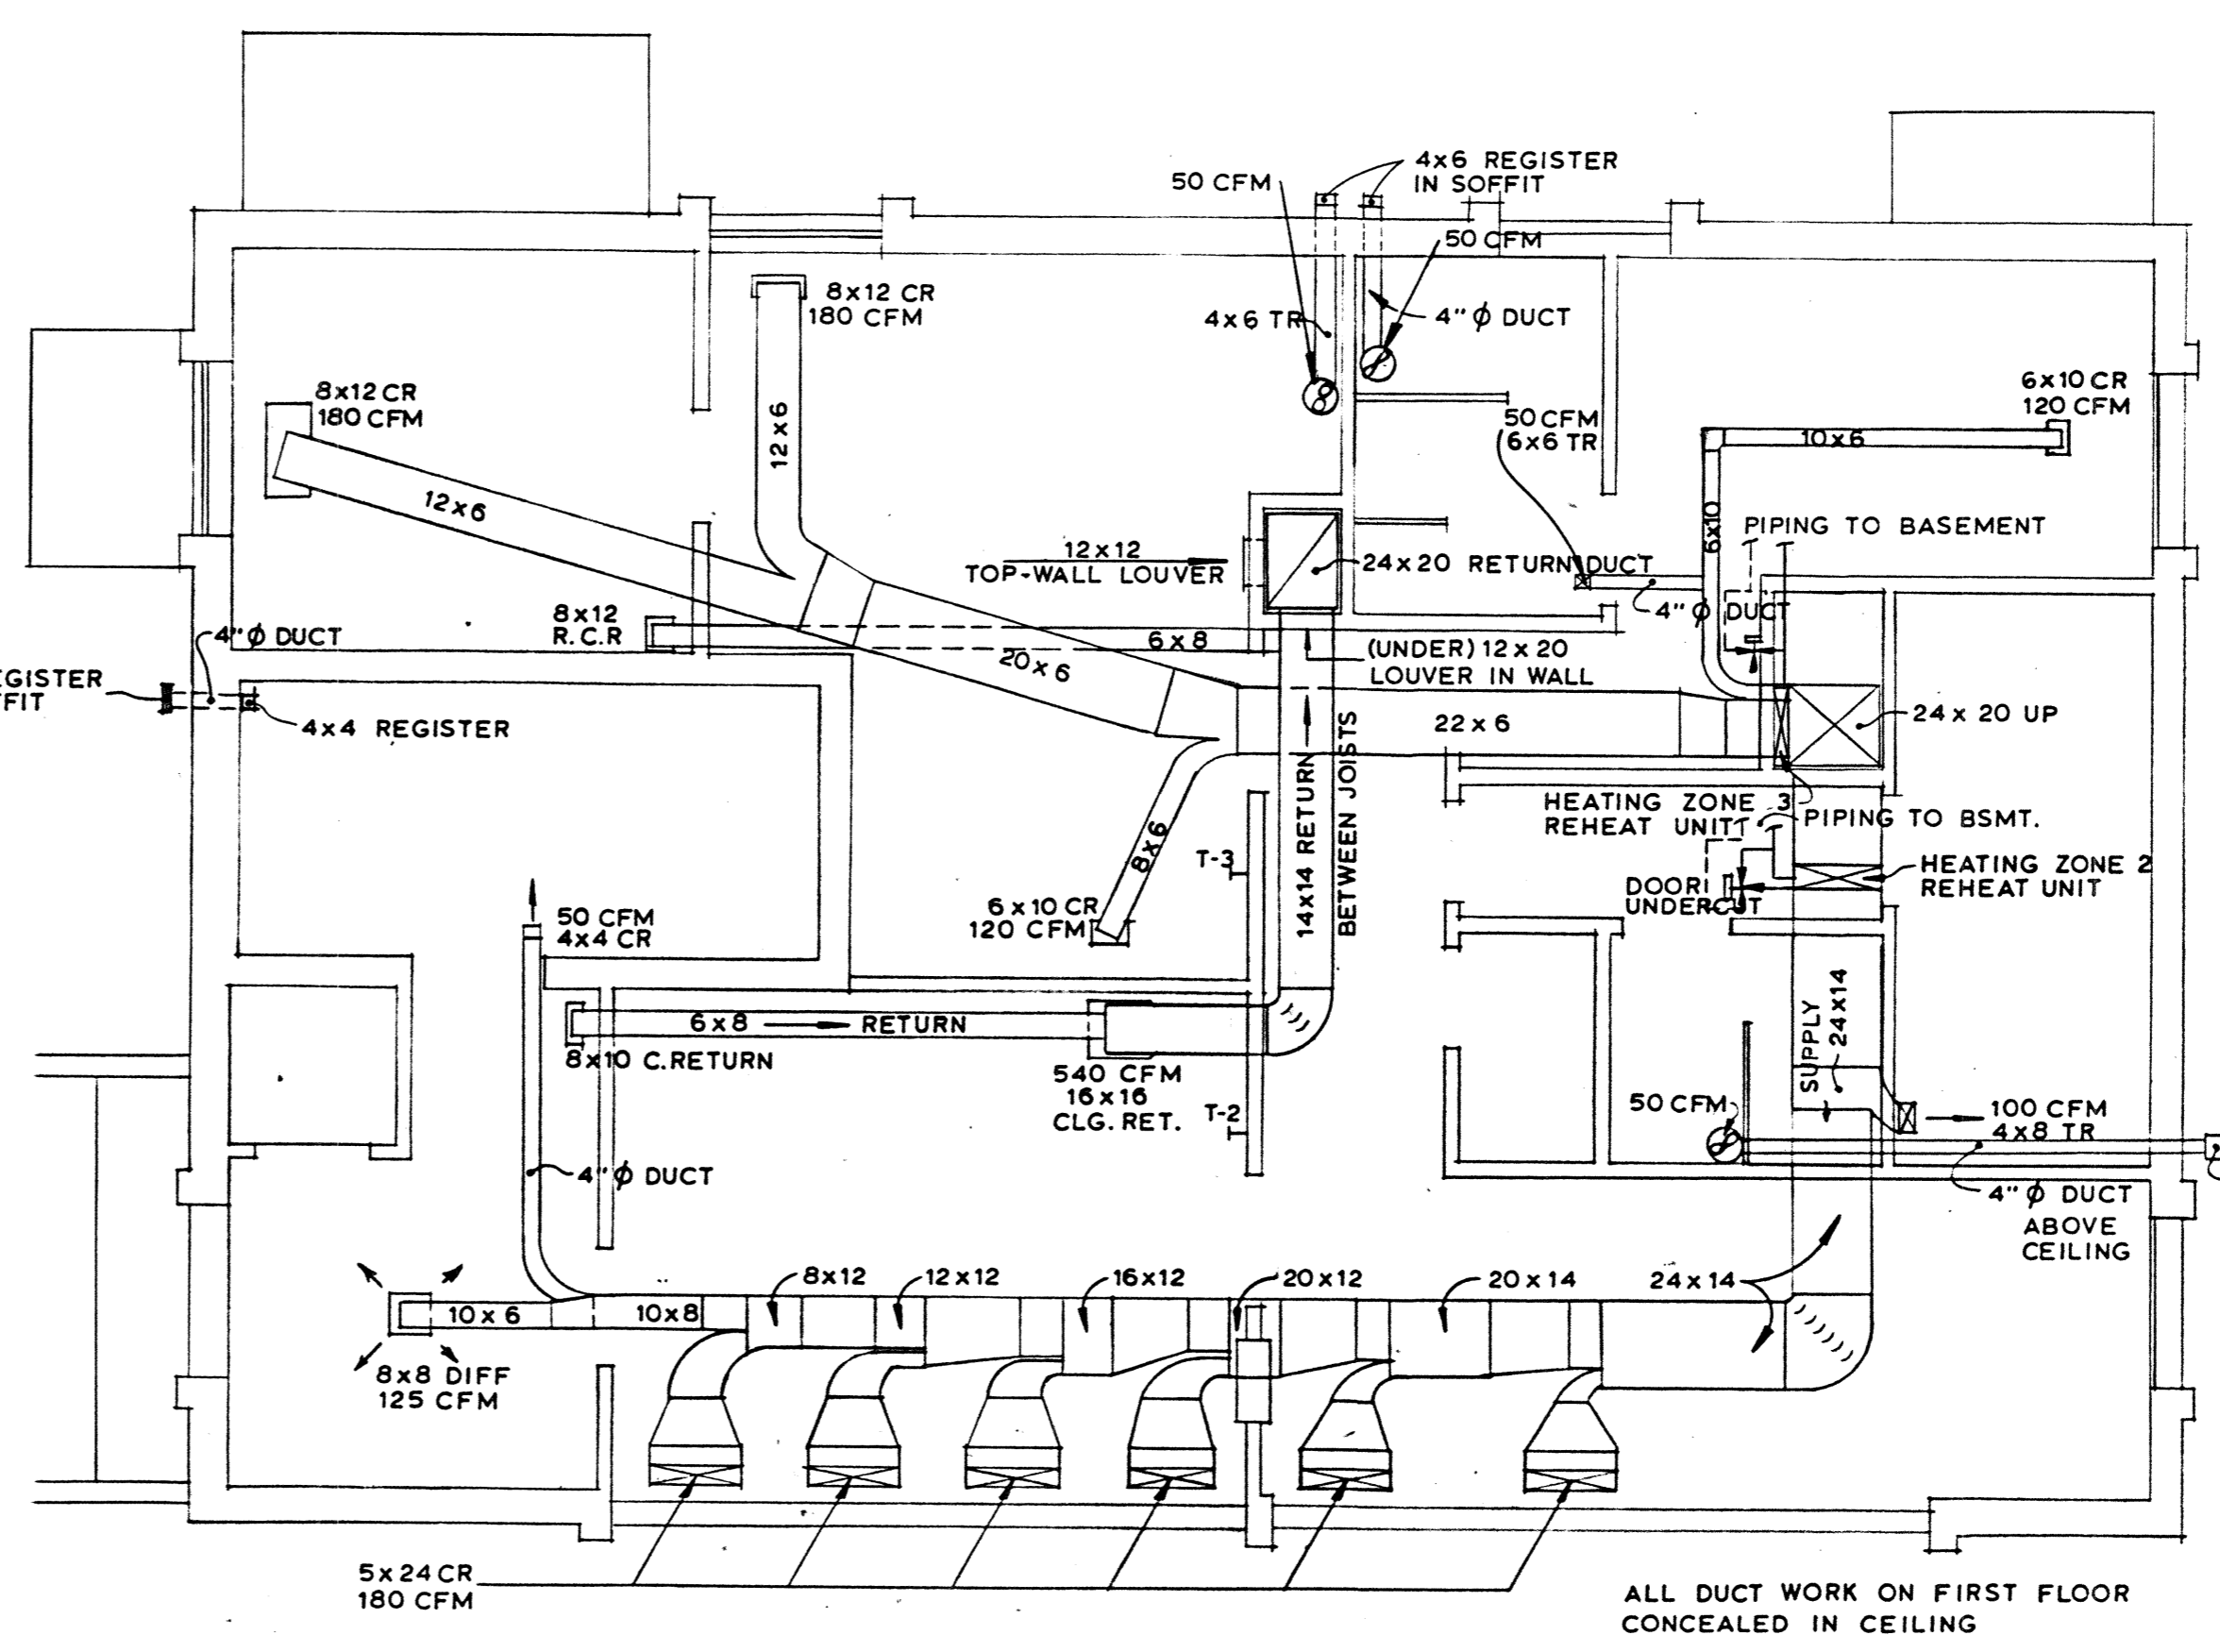 4x6 REGISTER
IN SOFFIT
50 CFM
50 CFM
8x12 CR
180 CFM
4x6 TR
4" φ DUCT
8x12 CR
180 CFM
6x10 CR
120 CFM
50 CFM
6x6 TR
12x6
10x6
12x6
6x10
PIPING TO BASEMENT
12x12
TOP-WALL LOUVER
24x20 RETURN DUCT
8x12
R.C.R
4" φ DUCT
4" φ DUCT
6x8
(UNDER) 12x20
LOUVER IN WALL
20x6
EGISTER
FFIT
4x4 REGISTER
22x6
24x20 UP
14x14 RETURN
BETWEEN JOISTS
HEATING ZONE 3
REHEAT UNIT
PIPING TO BSMT.
8x6
T-3
HEATING ZONE 2
REHEAT UNIT
DOOR
UNDERCUT
50 CFM
4x4 CR
6x10 CR
120 CFM
6x8 RETURN
8x10 C.RETURN
SUPPLY
24x14
540 CFM
16x16
CLG. RET.
T-2
50 CFM
100 CFM
4x8 TR
4" φ DUCT
4" φ DUCT
ABOVE
CEILING
8x12
12x12
16x12
20x12
20x14
24x14
10x6
10x8
8x8 DIFF
125 CFM
5x24 CR
180 CFM
ALL DUCT WORK ON FIRST FLOOR
CONCEALED IN CEILING